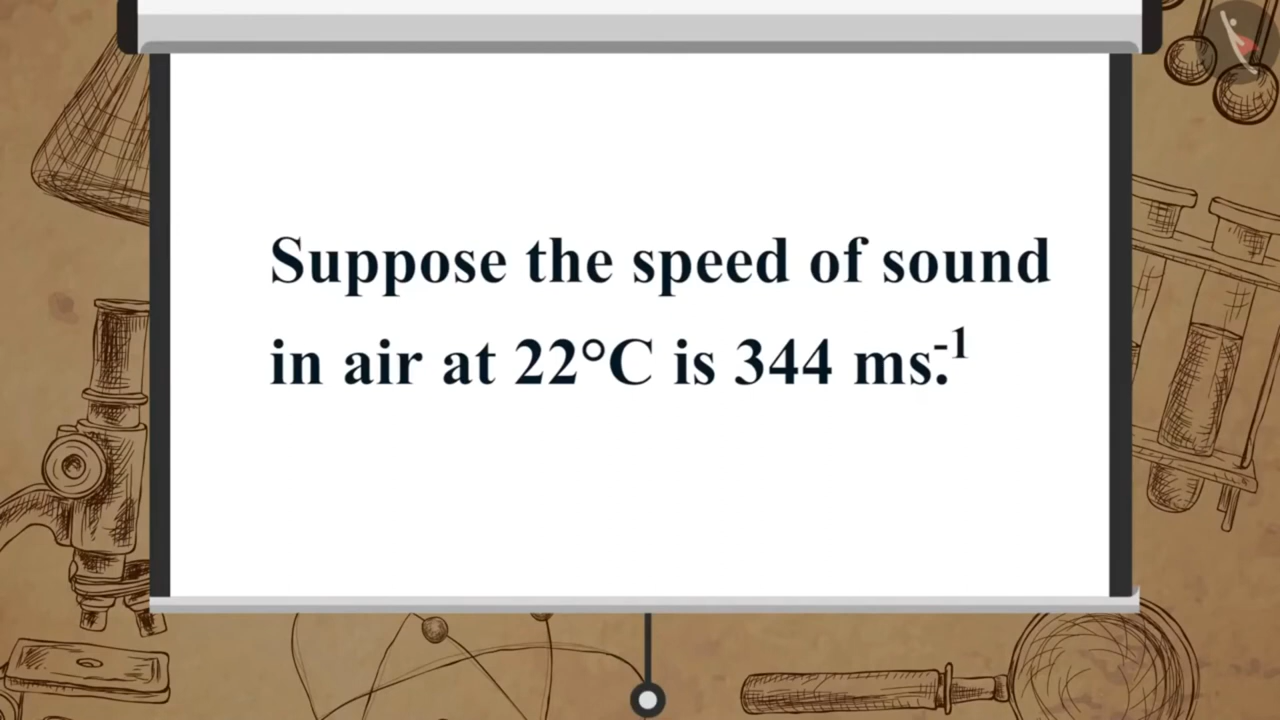 Suppose the speed of sound
in air at 22°C is 344 ms.⁻¹